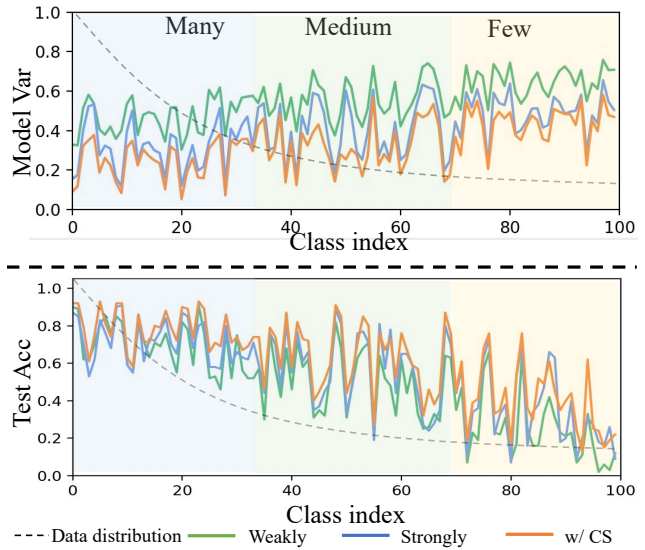 1.0
0.8
0.6
0.4
0.2
0.0
Model Var
Many
Medium
Few
0
20
40
60
80
100
Class index
1.0
0.8
0.6
0.4
0.2
0.0
Test Acc
0
20
40
60
80
100
Class index
Data distribution
Weakly
Strongly
w/ CS